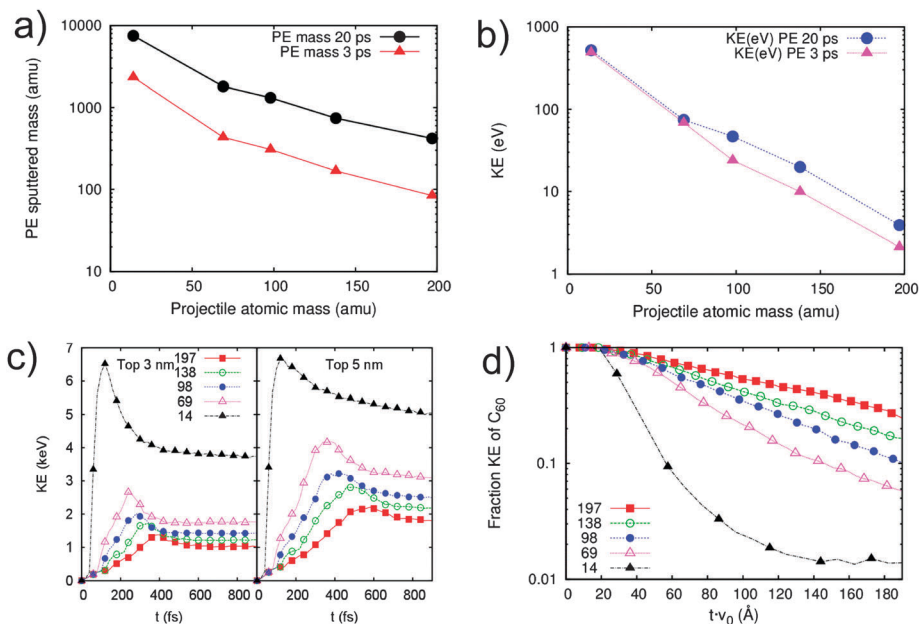 a)
10000
1000
100
10
PE sputtered mass (amu)
PE mass 20 ps
PE mass 3 ps
0 50 100 150 200
Projectile atomic mass (amu)
b)
1000
100
10
1
KE (eV)
KE(eV) PE 20 ps
KE(eV) PE 3 ps
0 50 100 150 200
Projectile atomic mass (amu)
c)
7
6
5
4
3
2
1
0
KE (keV)
Top 3 nm
197
138
98
69
14
Top 5 nm
0 200 400 600 800
0 200 400 600 800
t (fs)
t (fs)
d)
1
0.1
0.01
Fraction KE of C60
197
138
98
69
14
0 20 40 60 80 100 120 140 160 180
t·v0 (Å)